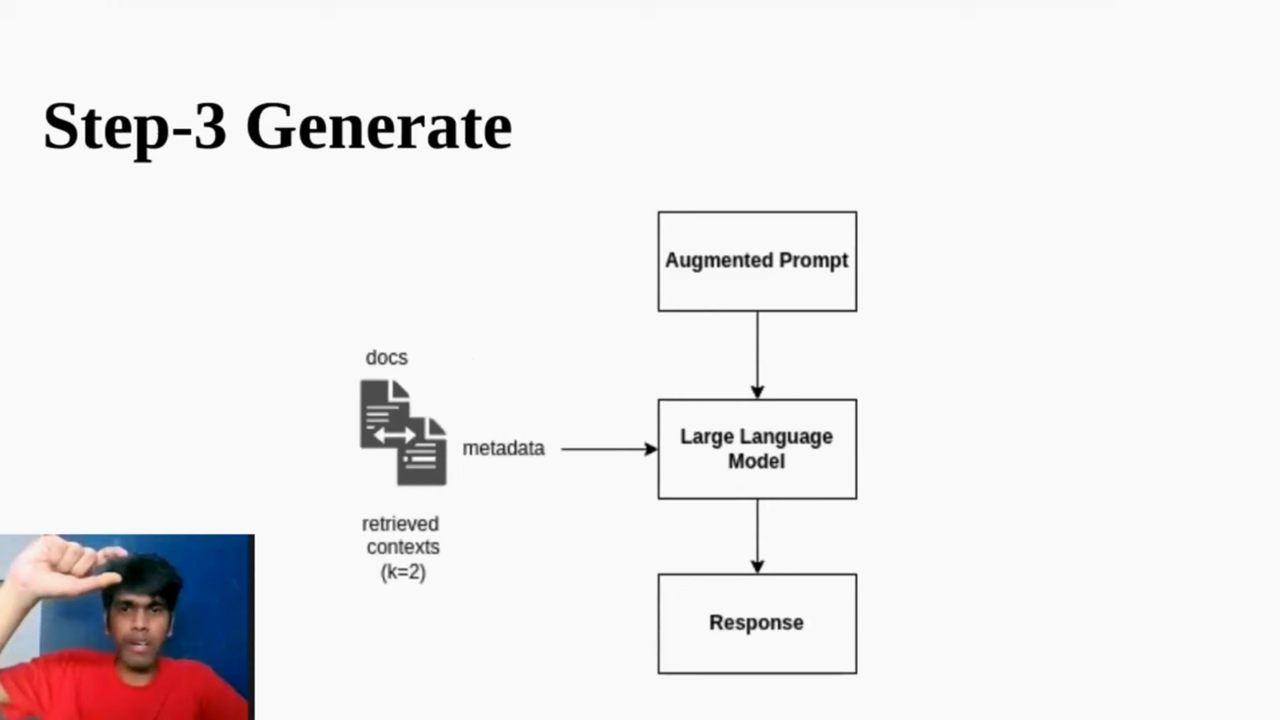 Step-3 Generate
Augmented Prompt
docs
metadata
Large Language
Model
retrieved
contexts
(k=2)
Response